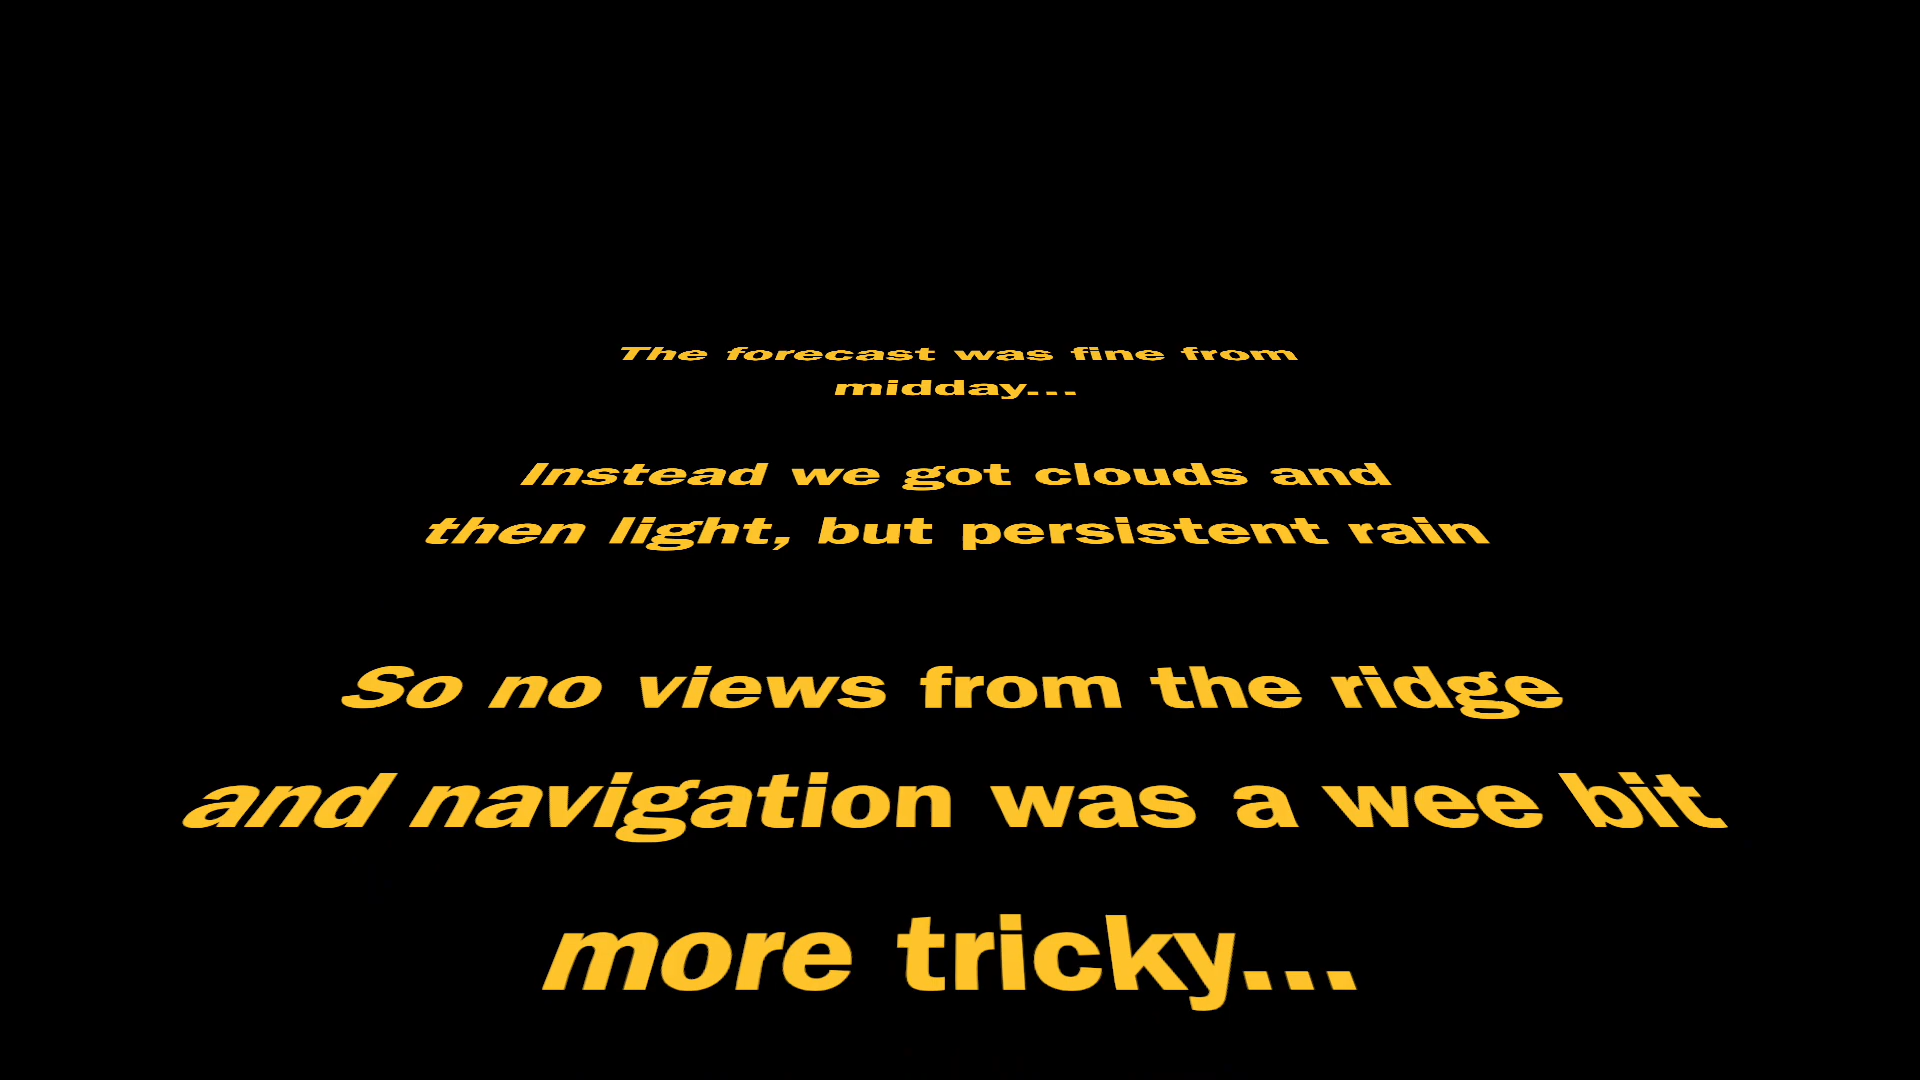 The forecast was fine from
midday...
Instead we got clouds and
then light, but persistent rain
So no views from the ridge
and navigation was a wee bit
more tricky...